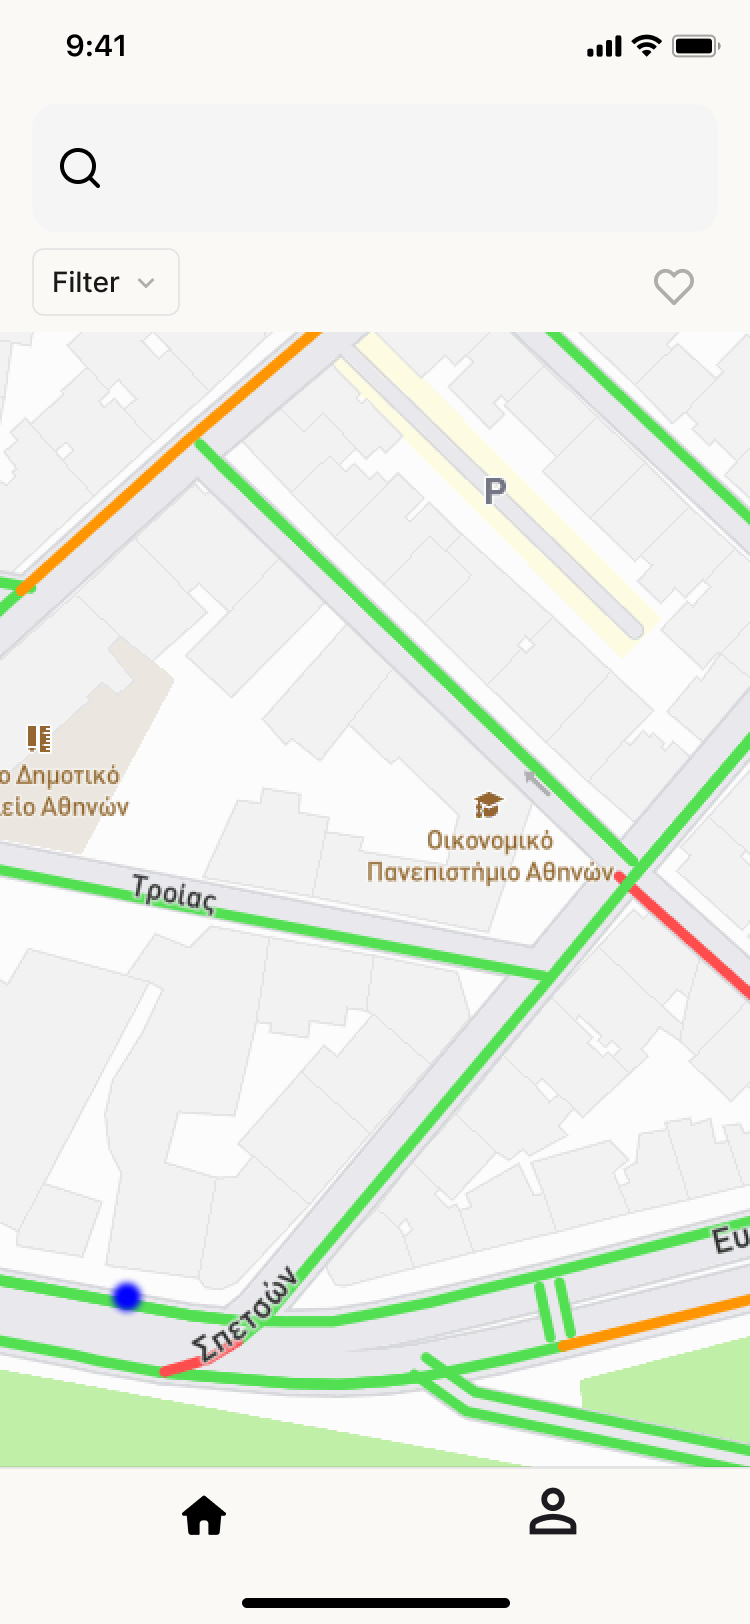 9:41
Filter
P
ο Δημοτικό
είο Αθηνών
Οικονομικό
Πανεπιστήμιο Αθηνών
Τροίας
Ευ
Σπετσών